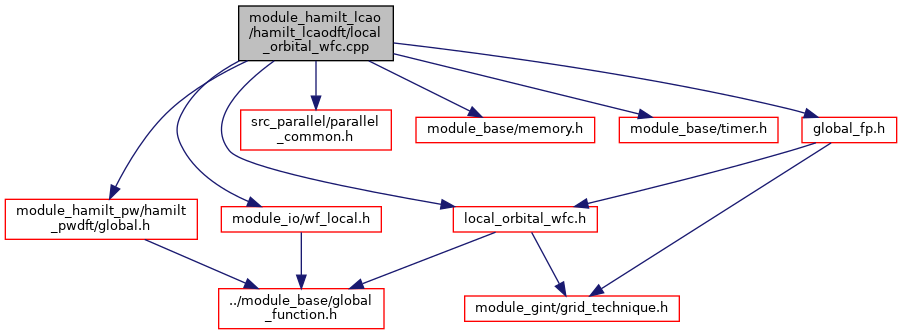 module_hamilt_lcao
/hamilt_lcaodft/local
_orbital_wfc.cpp
src_parallel/parallel
_common.h
module_base/memory.h
module_base/timer.h
global_fp.h
module_hamilt_pw/hamilt
_pwdft/global.h
module_io/wf_local.h
local_orbital_wfc.h
../module_base/global
_function.h
module_gint/grid_technique.h